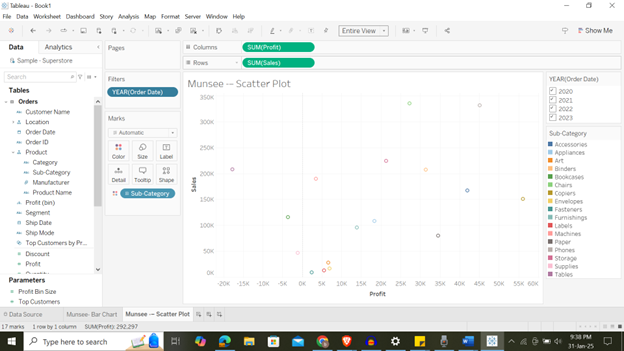 Tableau - Book1
File Data Worksheet Dashboard Story Analysis Map Format Server Window Help
Entire View
Show Me
Data Analytics
Sample - Superstore
Search
Tables
Orders
Customer Name
Location
Order Date
Order ID
Product
Category
Sub-Category
Manufacturer
Product Name
Profit (bin)
Segment
Ship Date
Ship Mode
Top Customers by Pr...
Discount
Profit
Quantity
Parameters
Profit Bin Size
Top Customers
Pages
Filters
YEAR(Order Date)
Marks
Automatic
Color Size Label
Detail Tooltip Shape
Sub-Category
Columns SUM(Profit)
Rows SUM(Sales)
Munsee -- Scatter Plot
350K
300K
250K
200K
150K
100K
50K
0K
Sales
-20K -15K -10K -5K 0K 5K 10K 15K 20K 25K 30K 35K 40K 45K 50K 55K 60K
Profit
YEAR(Order Date)
2020
2021
2022
2023
Sub-Category
Accessories
Appliances
Art
Binders
Bookcases
Chairs
Copiers
Envelopes
Fasteners
Furnishings
Labels
Machines
Paper
Phones
Storage
Supplies
Tables
Data Source Munsee- Bar Chart Munsee -- Scatter Plot
17 marks 1 row by 1 column SUM(Profit): 292,297
Type here to search
9:38 PM
31-Jan-25